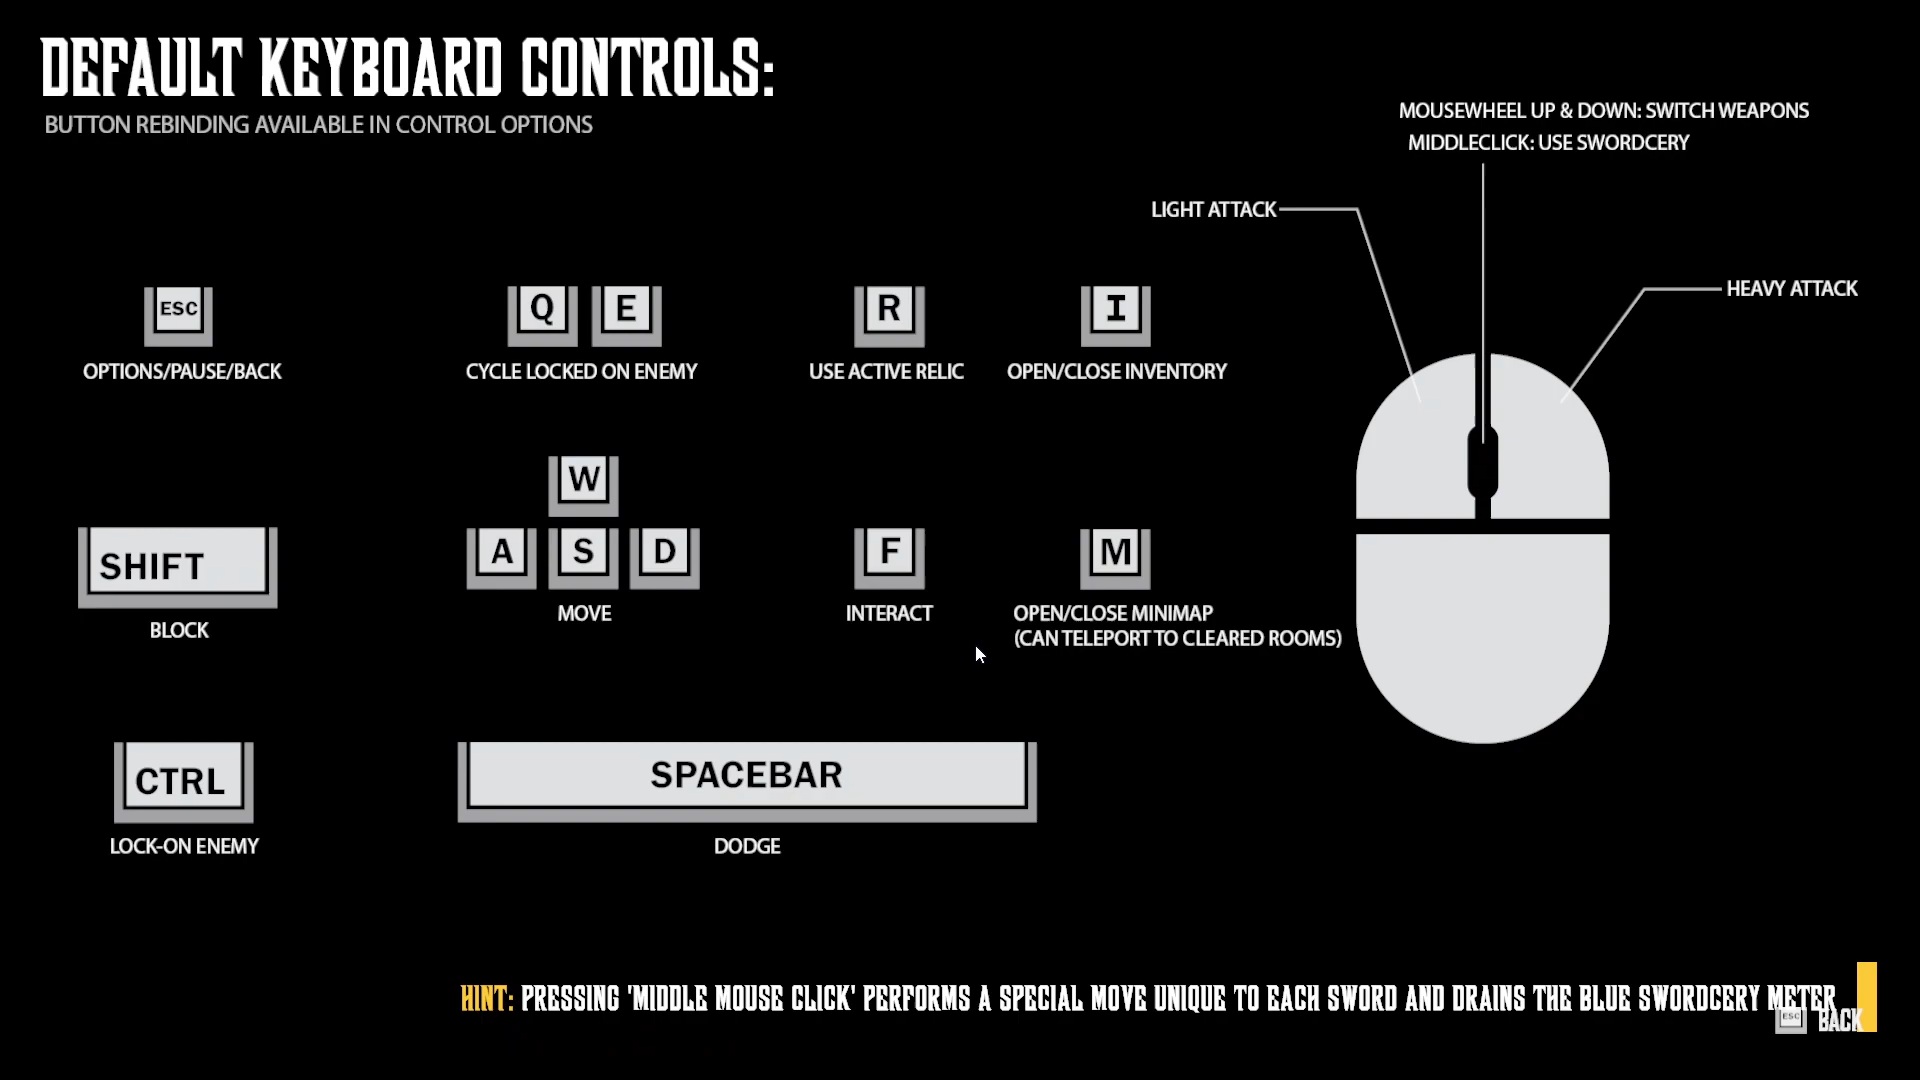 DEFAULT KEYBOARD CONTROLS:
BUTTON REBINDING AVAILABLE IN CONTROL OPTIONS
MOUSEWHEEL UP & DOWN: SWITCH WEAPONS
MIDDLECLICK: USE SWORDCERY
LIGHT ATTACK
HEAVY ATTACK
ESC
OPTIONS/PAUSE/BACK
Q E
CYCLE LOCKED ON ENEMY
R
USE ACTIVE RELIC
I
OPEN/CLOSE INVENTORY
SHIFT
BLOCK
W
A S D
MOVE
F
INTERACT
M
OPEN/CLOSE MINIMAP
(CAN TELEPORT TO CLEARED ROOMS)
CTRL
LOCK-ON ENEMY
SPACEBAR
DODGE
HINT: PRESSING 'MIDDLE MOUSE CLICK' PERFORMS A SPECIAL MOVE UNIQUE TO EACH SWORD AND DRAINS THE BLUE SWORDCERY METER
ESC BACK